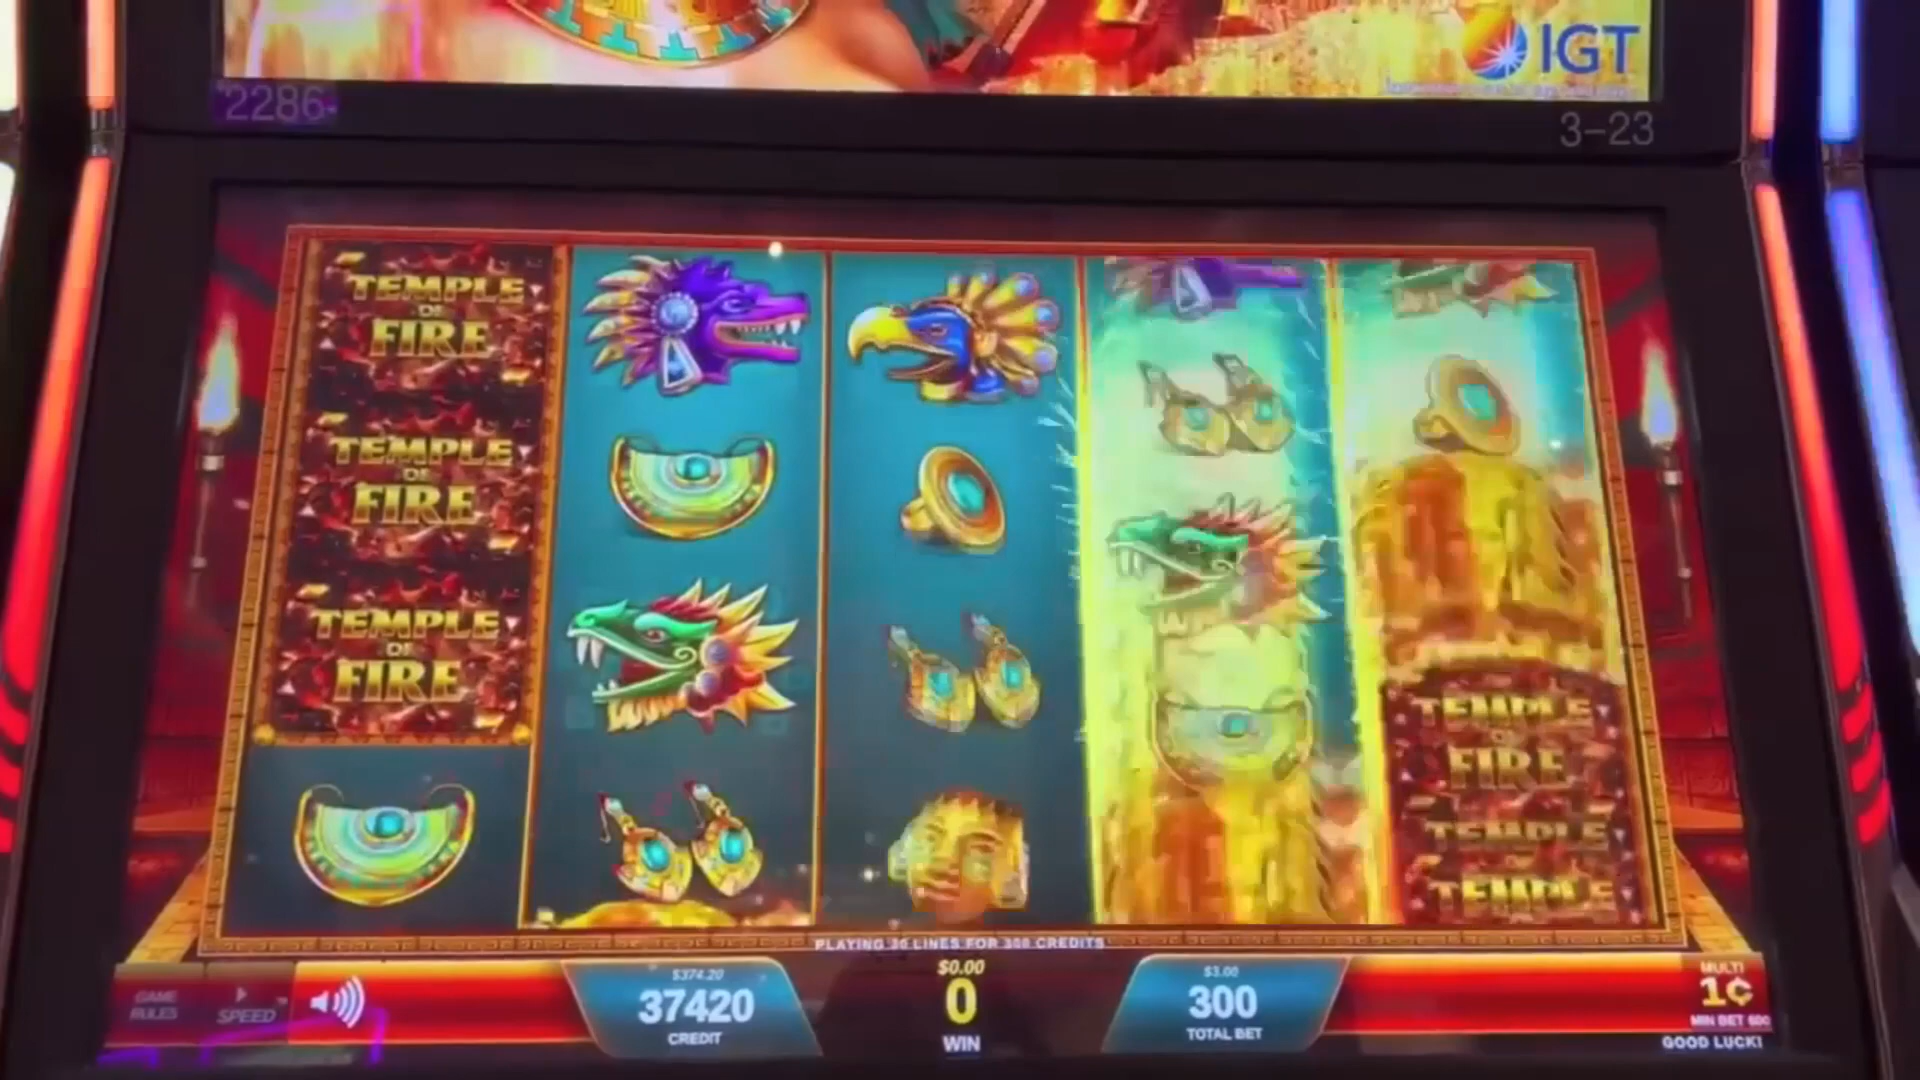 IGT
2286
3-23
TEMPLE
OF
FIRE
TEMPLE
OF
FIRE
TEMPLE
OF
FIRE
TEMPLE
OF
FIRE
TEMPLE
TEMPLE
PLAYING 30 LINES FOR 300 CREDITS
GAME
RULES
SPEED
$374.20
37420
CREDIT
$0.00
0
WIN
$3.00
300
TOTAL BET
MULTI
1¢
MIN BET
GOOD LUCK!